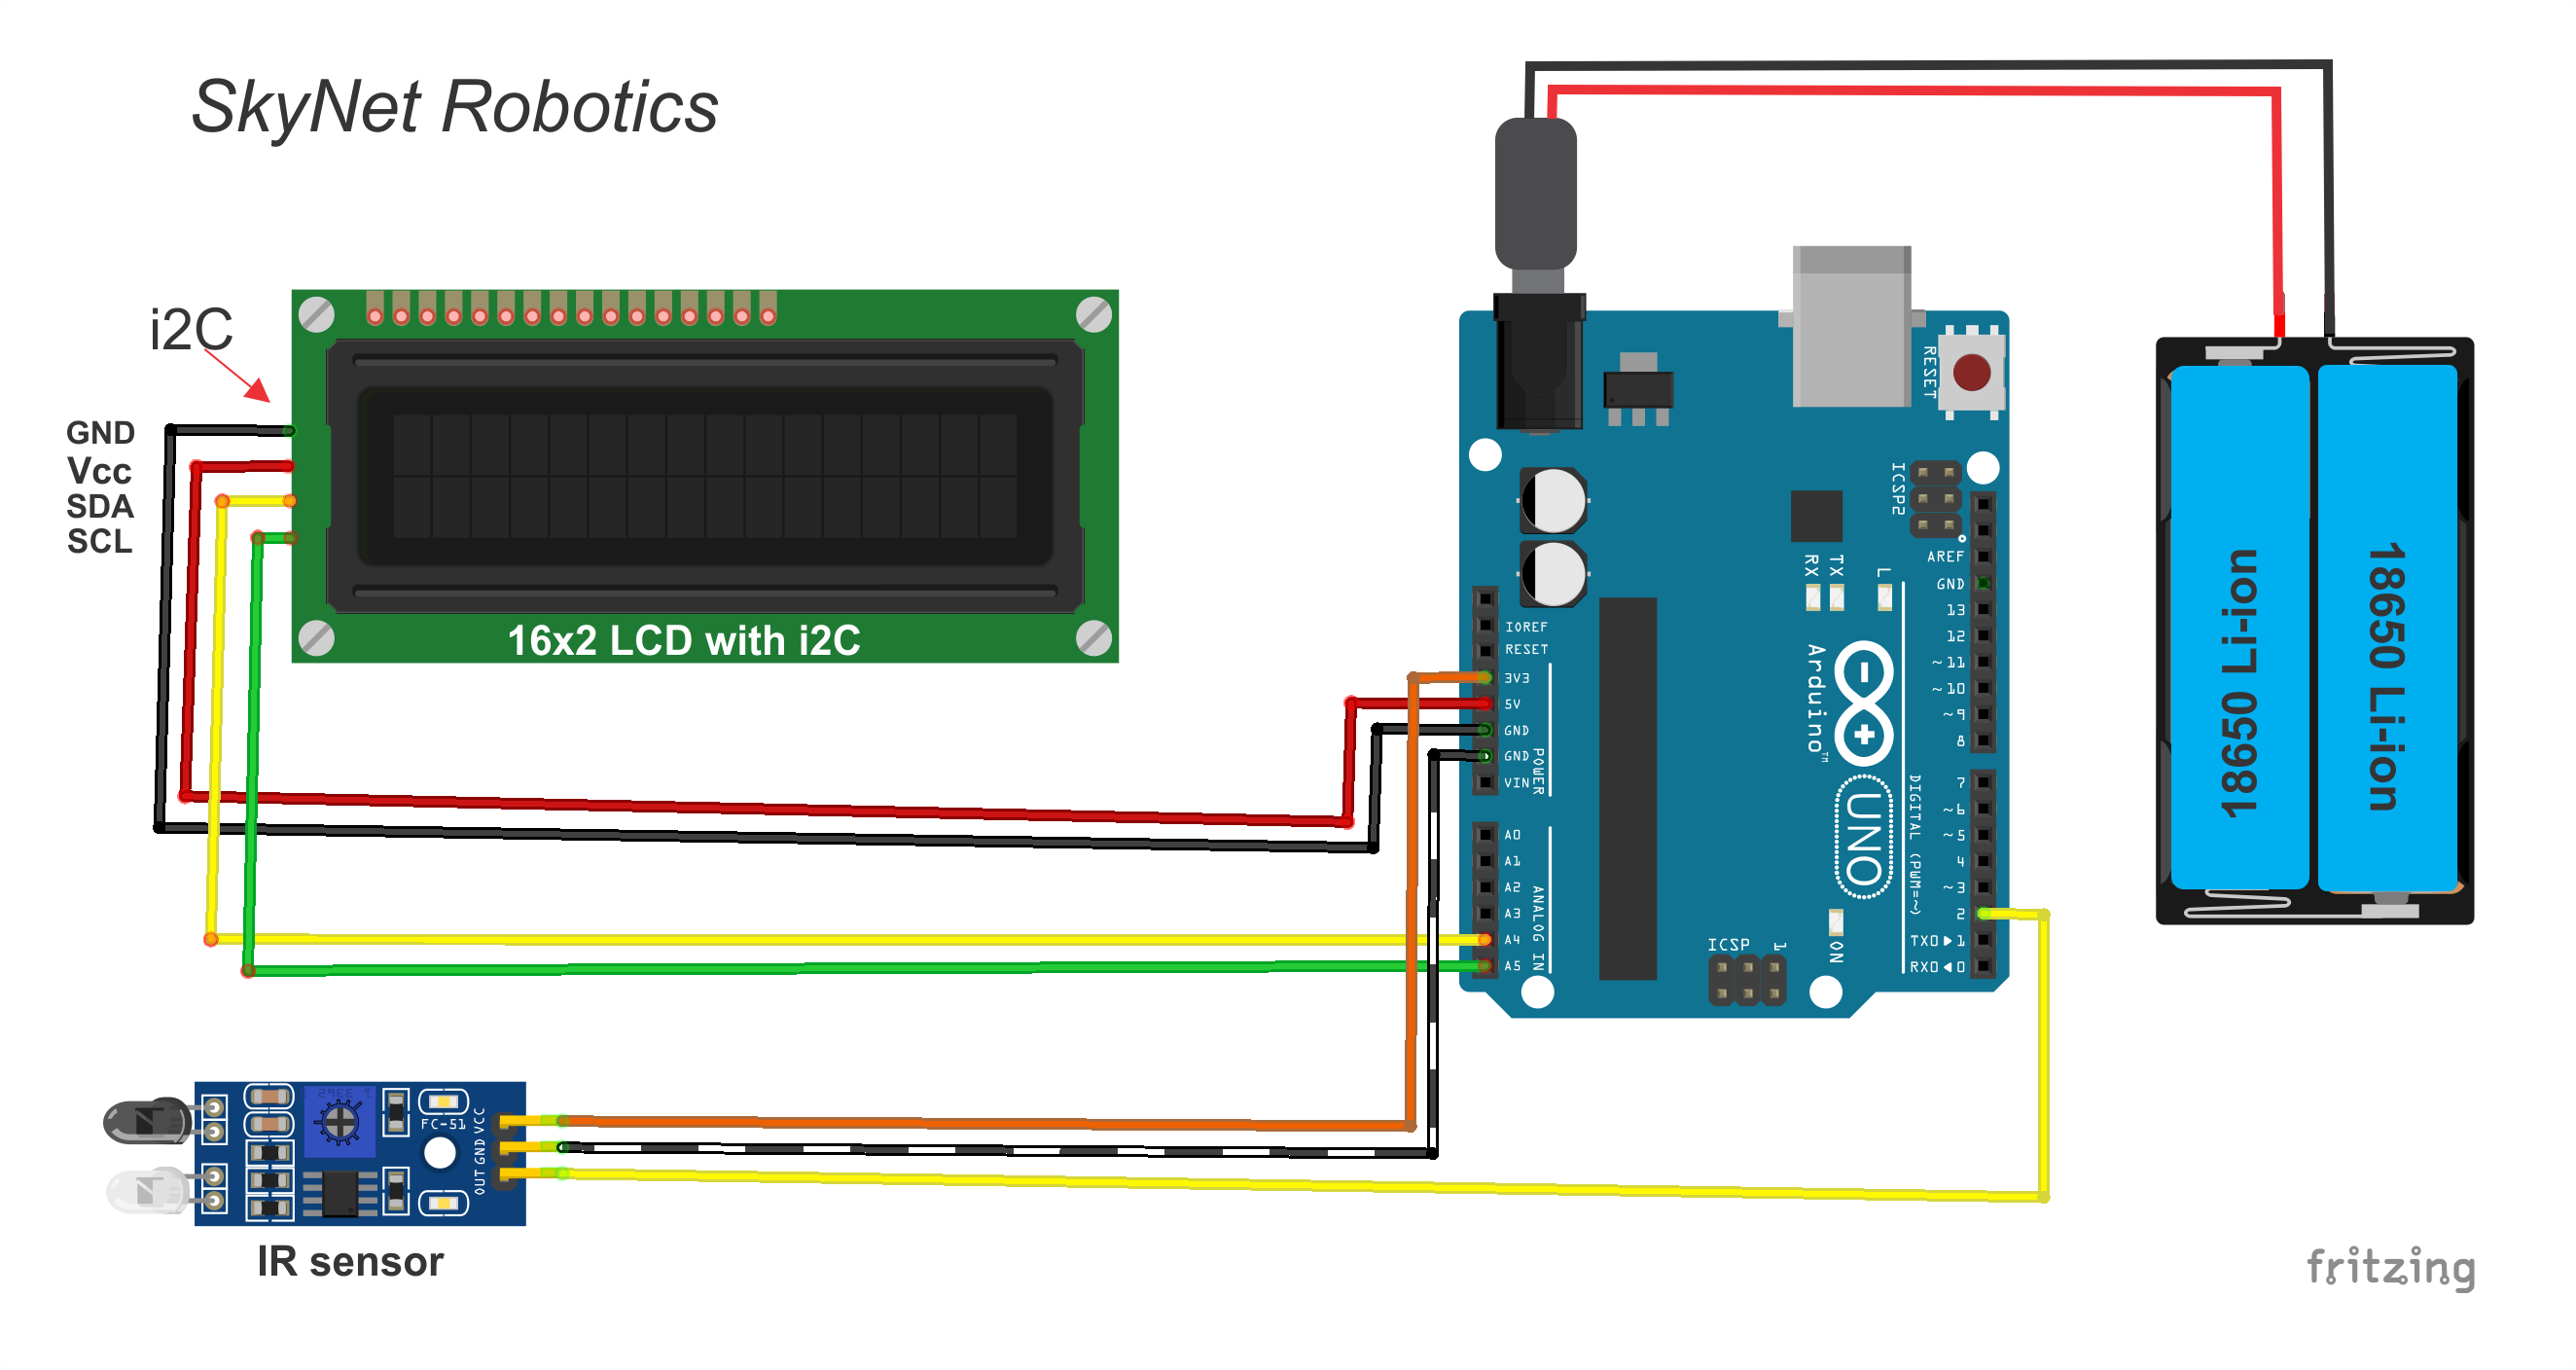 SkyNet Robotics
i2C
GND
Vcc
SDA
SCL
16x2 LCD with i2C
RESET
ICSP2
AREF
GND
13
12
~11
~10
~9
8
7
~6
~5
4
~3
2
TX0▶1
RX0◀0
RX
TX
L
IOREF
RESET
3V3
5V
GND
GND
VIN
POWER
A0
A1
A2
A3
A4
A5
ANALOG IN
Arduino™
UNO
DIGITAL (PWM=~)
ICSP
1
ON
18650 Li-ion
18650 Li-ion
FC-51
VCC
GND
OUT
IR sensor
fritzing